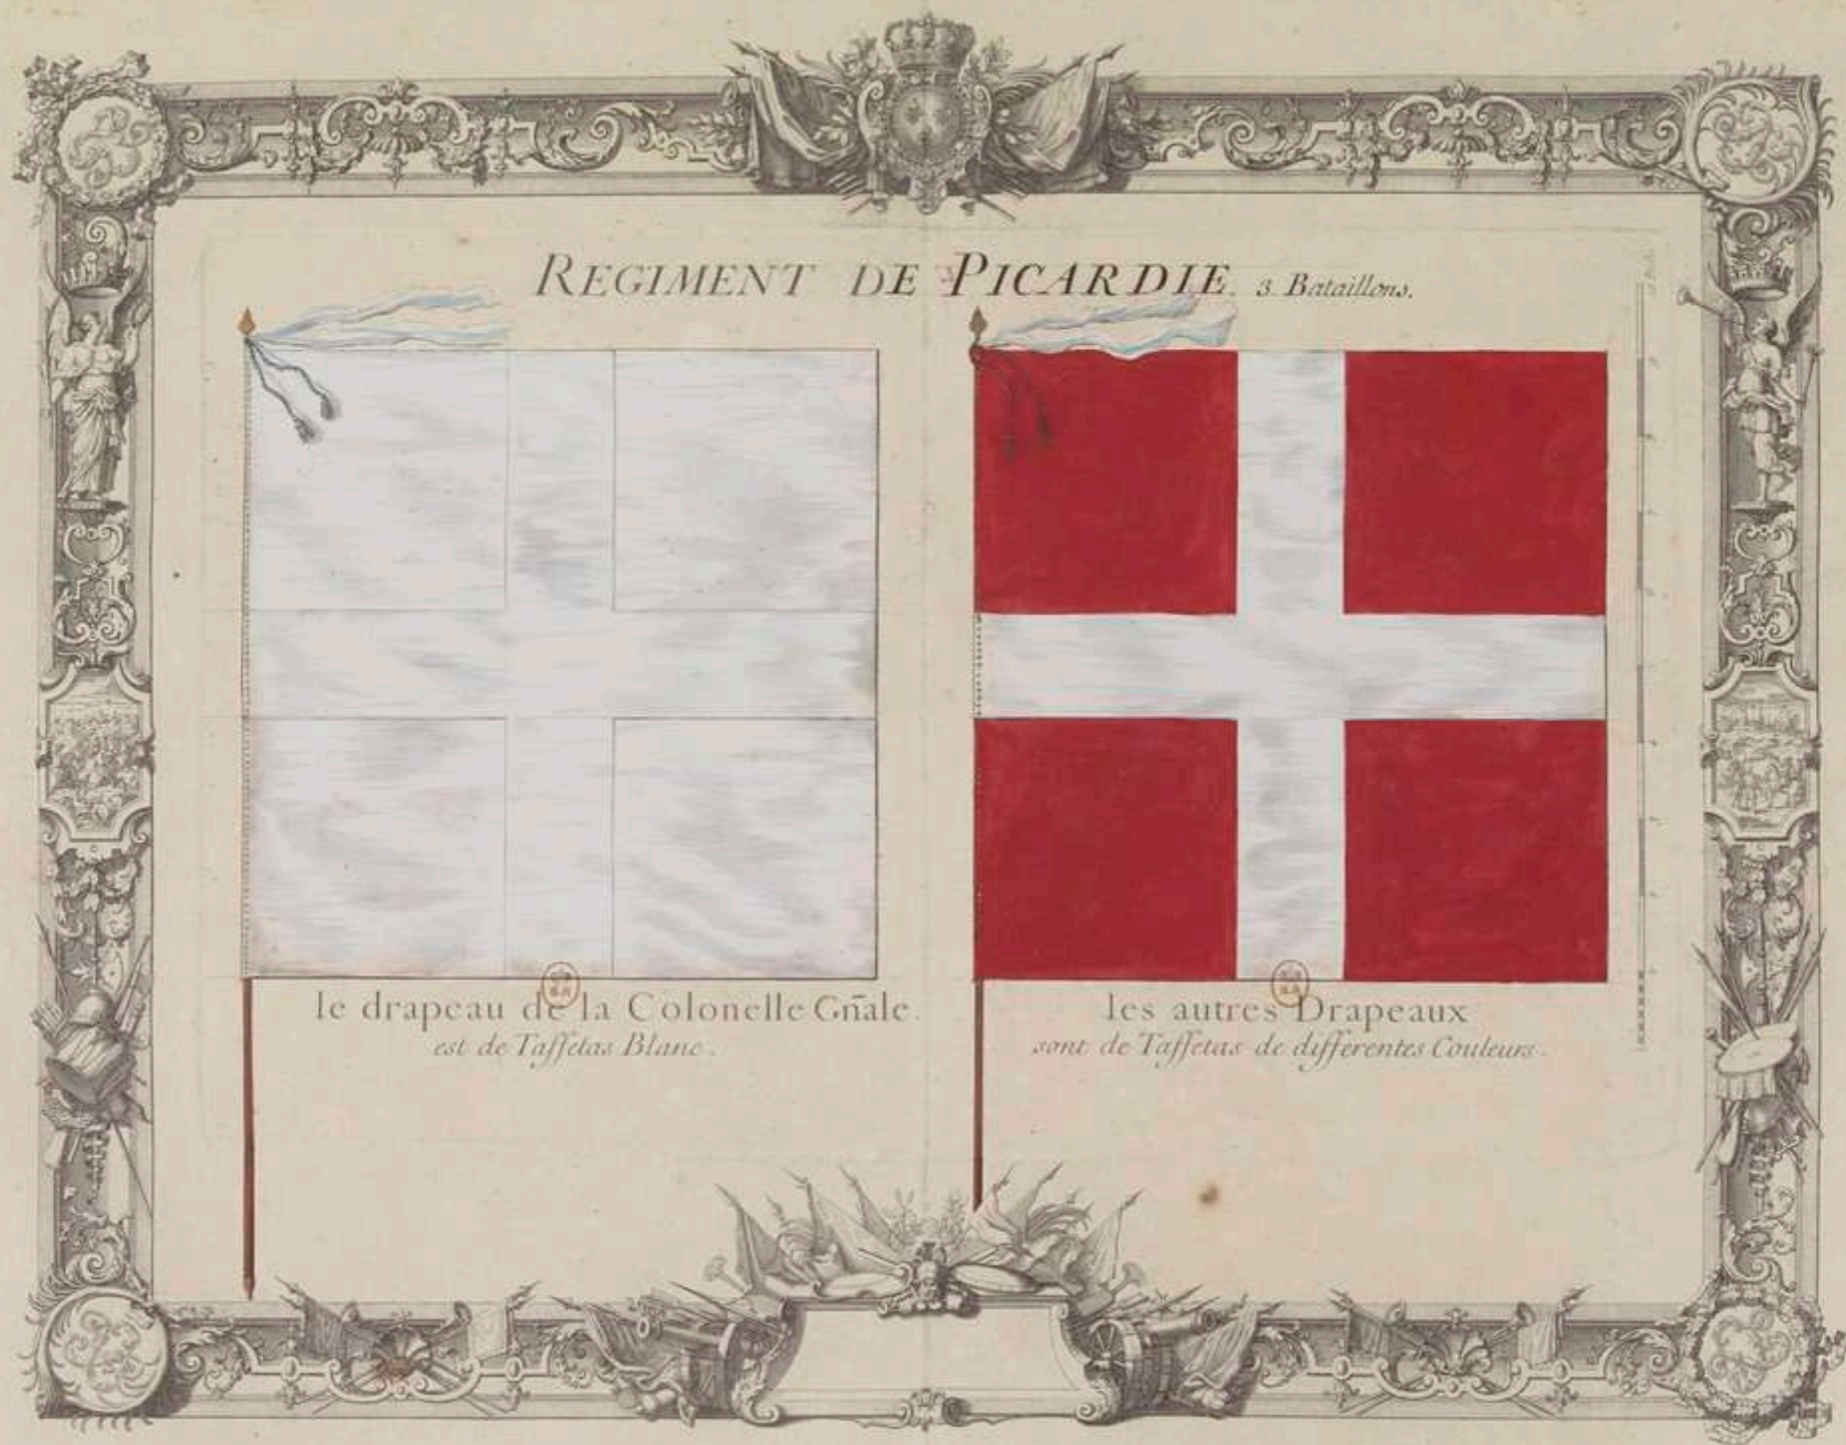 REGIMENT DE PICARDIE. 3. Bataillons.
le drapeau de la Colonelle Gñale.
est de Taffetas Blanc.
les autres Drapeaux
sont de Taffetas de differentes Couleurs.